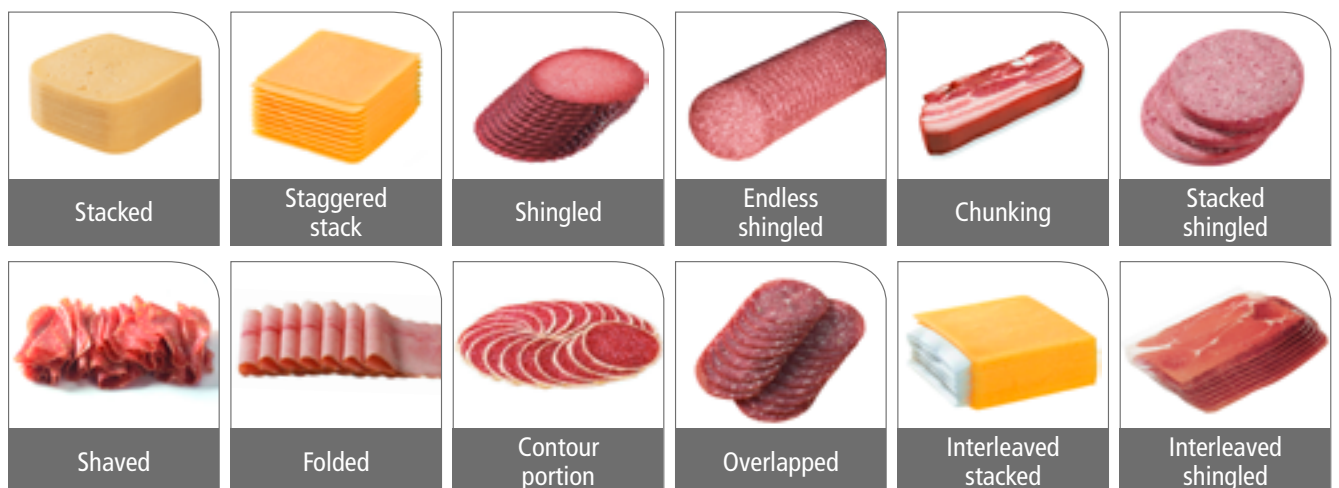 Stacked
Staggered
stack
Shingled
Endless
shingled
Chunking
Stacked
shingled
Shaved
Folded
Contour
portion
Overlapped
Interleaved
stacked
Interleaved
shingled